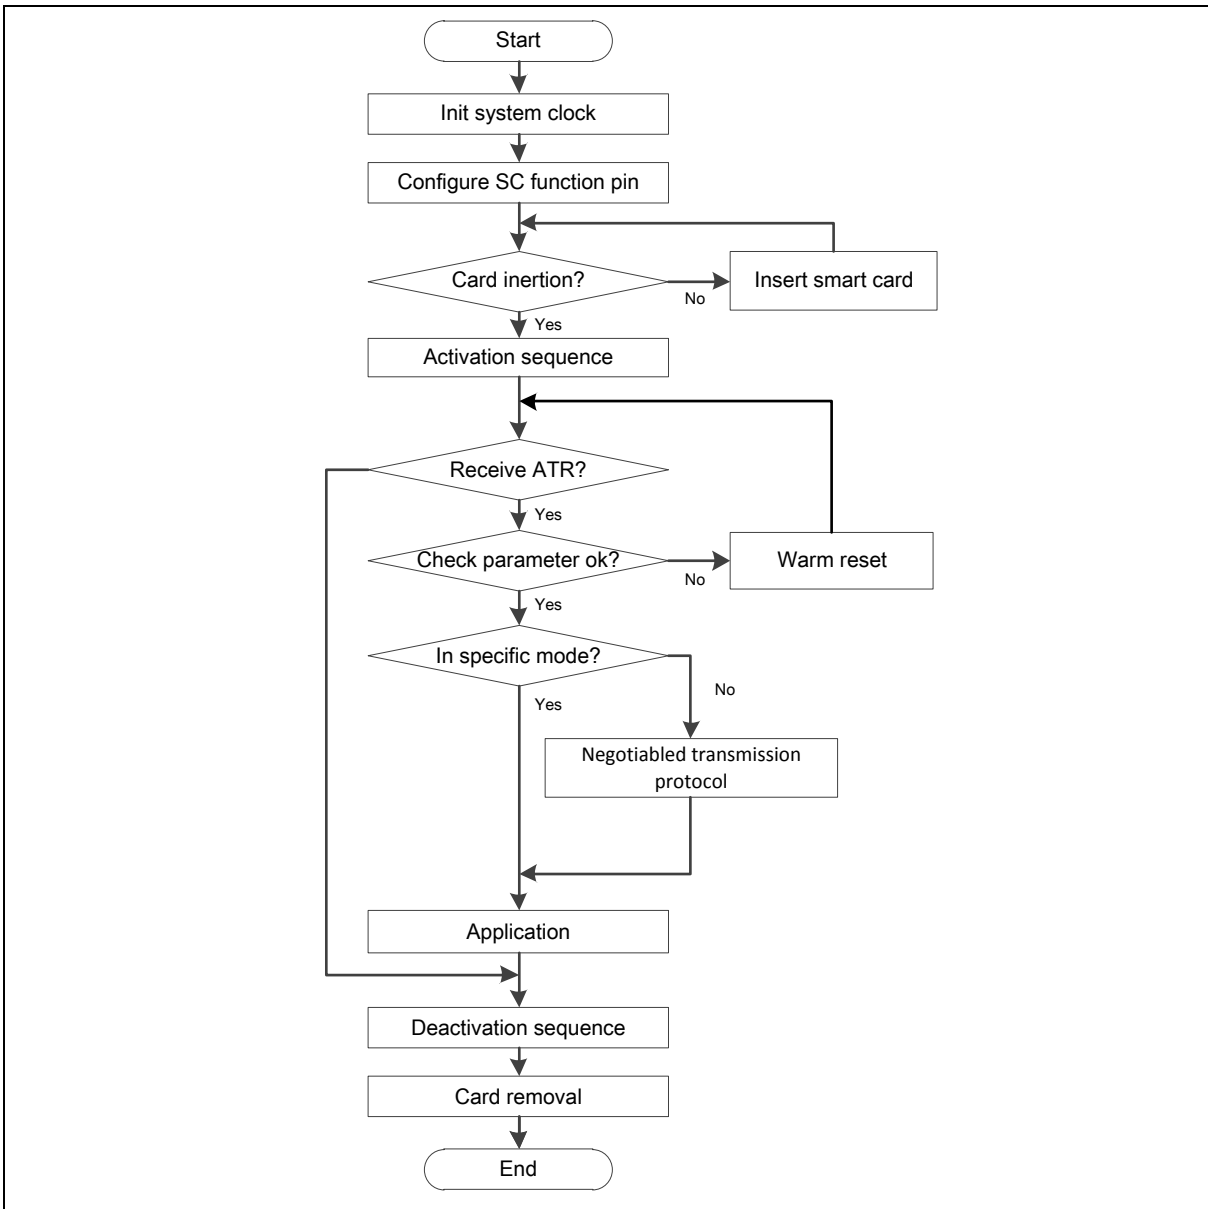 Start
Init system clock
Configure SC function pin
Card inertion?
No
Insert smart card
Yes
Activation sequence
Receive ATR?
Yes
Check parameter ok?
No
Warm reset
Yes
In specific mode?
No
Yes
Negotiabled transmission
protocol
Application
Deactivation sequence
Card removal
End